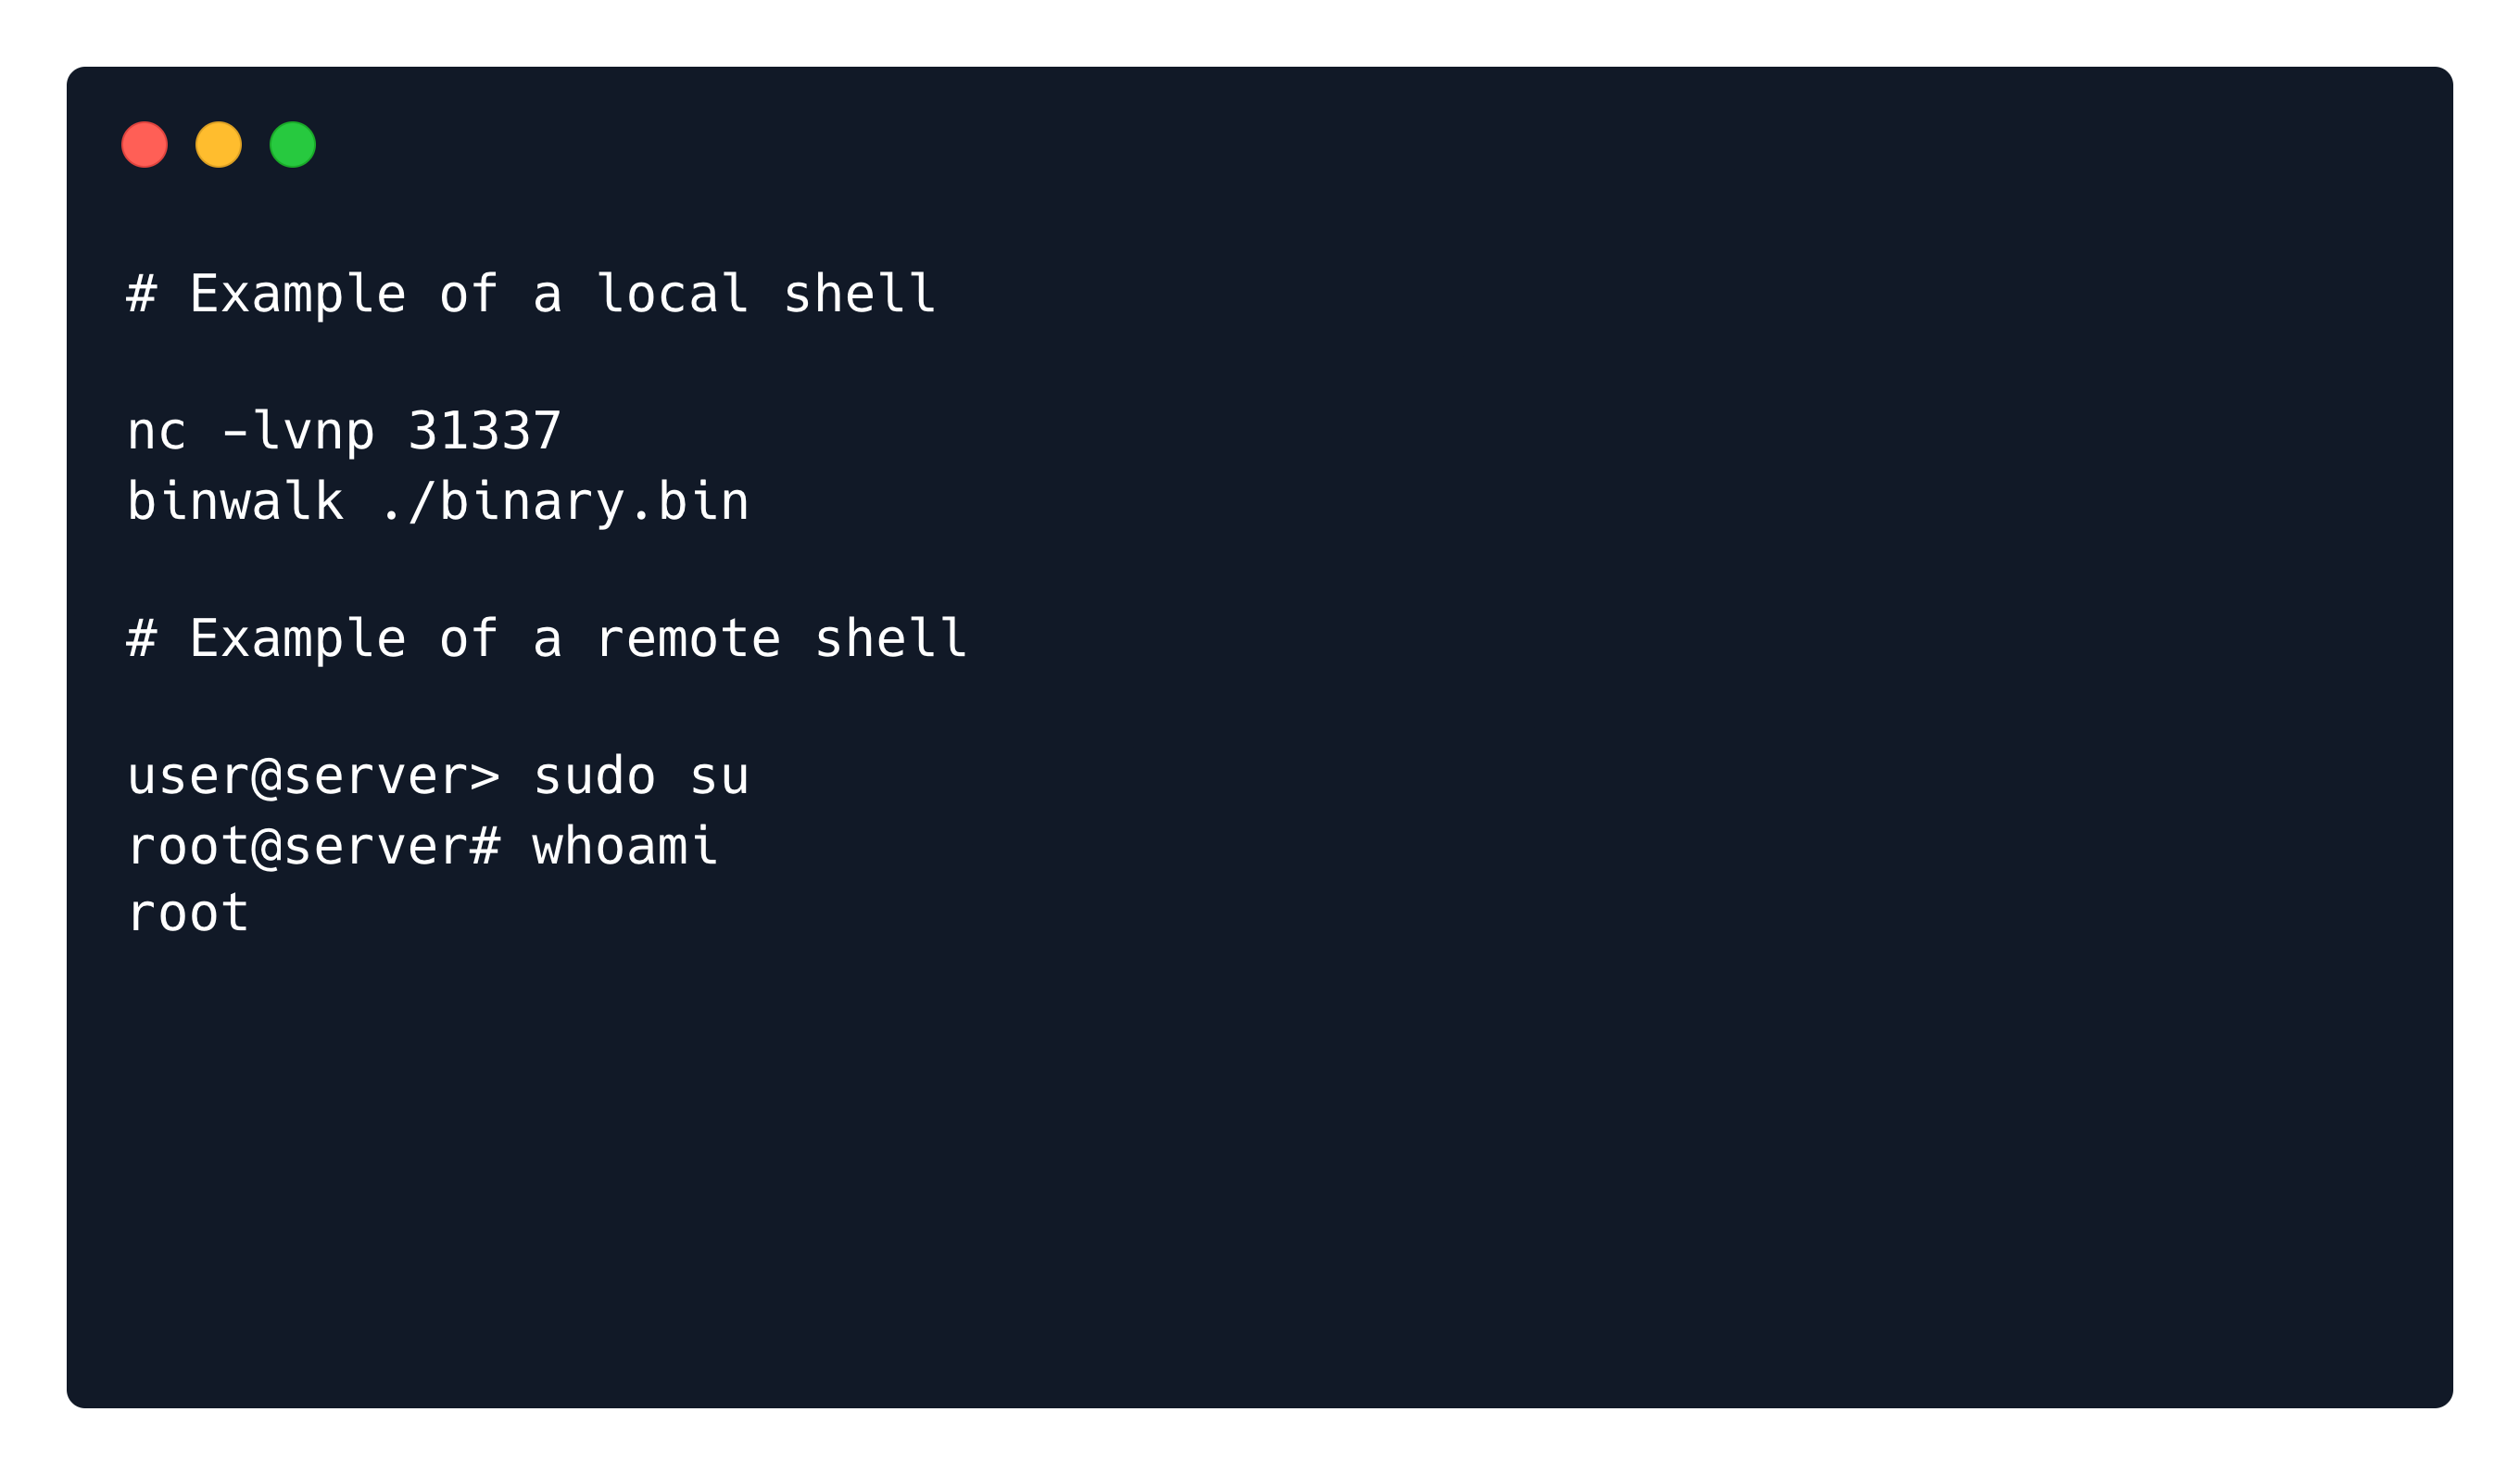 # Example of a local shell
nc -lvnp 31337
binwalk ./binary.bin
# Example of a remote shell
user@server> sudo su
root@server# whoami
root